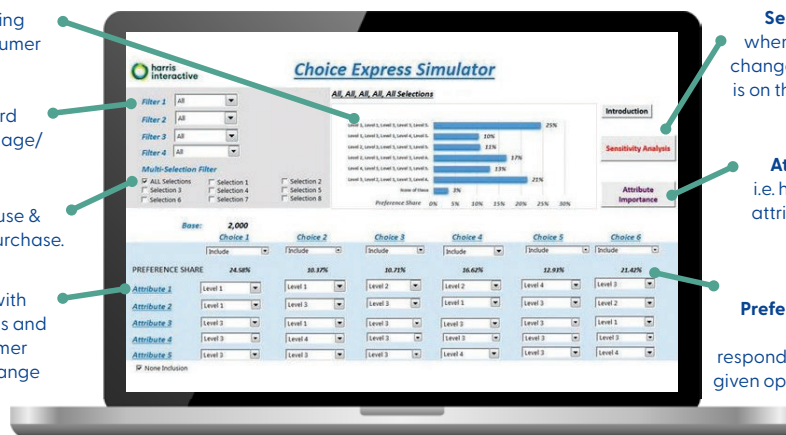 ing
umer
rd
age/
use &
urchase.
with
s and
mer
ange
harris
interactive
Choice Express Simulator
Filter 1 All
Filter 2 All
Filter 3 All
Filter 4 All
Multi-Selection Filter
ALL Selections Selection 1 Selection 2
Selection 3 Selection 4 Selection 5
Selection 6 Selection 7 Selection 8
All, All, All, All, All Selections
25%
10%
11%
17%
13%
21%
None of these 3%
Preference Share 0% 5% 10% 15% 20% 25% 30%
Introduction
Sensitivity Analysis
Attribute
Importance
Base: 2,000
Choice 1 Choice 2 Choice 3 Choice 4 Choice 5 Choice 6
Include Include Include Include Include Include
PREFERENCE SHARE 24.58% 10.37% 10.71% 16.62% 12.93% 21.42%
Attribute 1 Level 1 Level 1 Level 2 Level 2 Level 4 Level 3
Attribute 2 Level 1 Level 3 Level 3 Level 1 Level 3 Level 2
Attribute 3 Level 3 Level 1 Level 3 Level 3 Level 3 Level 1
Attribute 4 Level 3 Level 4 Level 3 Level 3 Level 3 Level 3
Attribute 5 Level 3 Level 3 Level 3 Level 4 Level 3 Level 4
None Inclusion
Se
wher
change
is on th
At
i.e. h
attri
Prefe
respond
given op